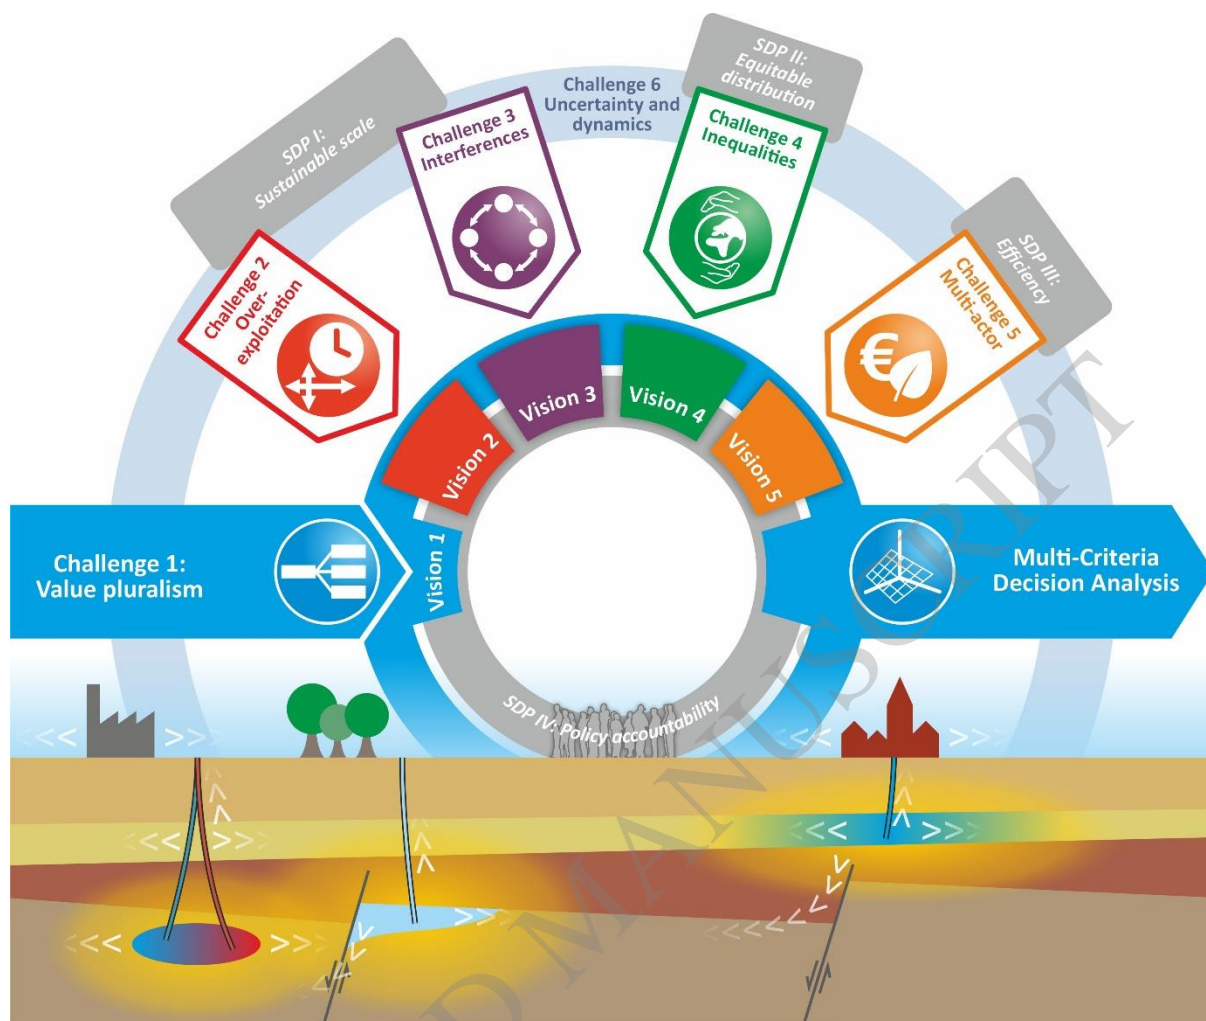 SDP I:
Sustainable scale
SDP II:
Equitable
distribution
SDP III:
Efficiency
Challenge 6
Uncertainty and
dynamics
Challenge 2
Over-
exploitation
Challenge 3
Interferences
Challenge 4
Inequalities
Challenge 5
Multi-actor
Vision 1
Vision 2
Vision 3
Vision 4
Vision 5
Challenge 1:
Value pluralism
Multi-Criteria
Decision Analysis
SDP IV: Policy accountability
D MANUSCRIPT